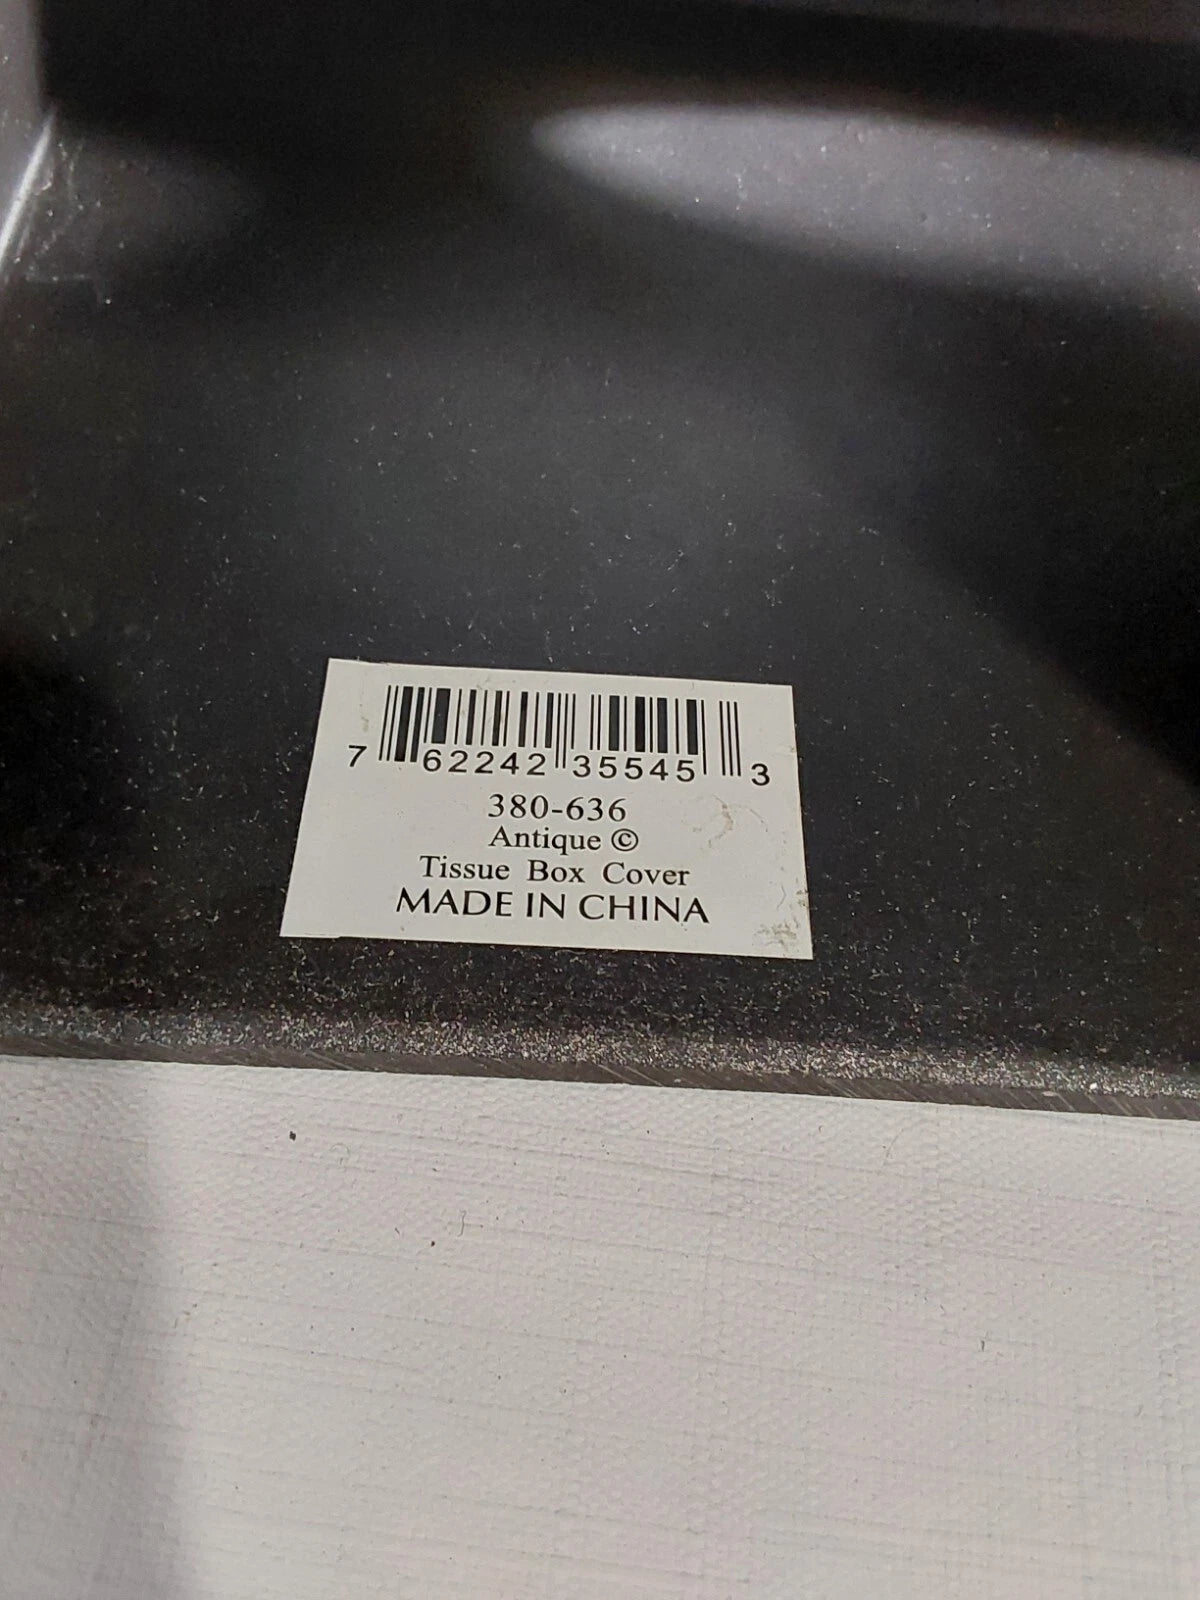 7 62242 35545 3
380-636
Antique ©
Tissue Box Cover
MADE IN CHINA